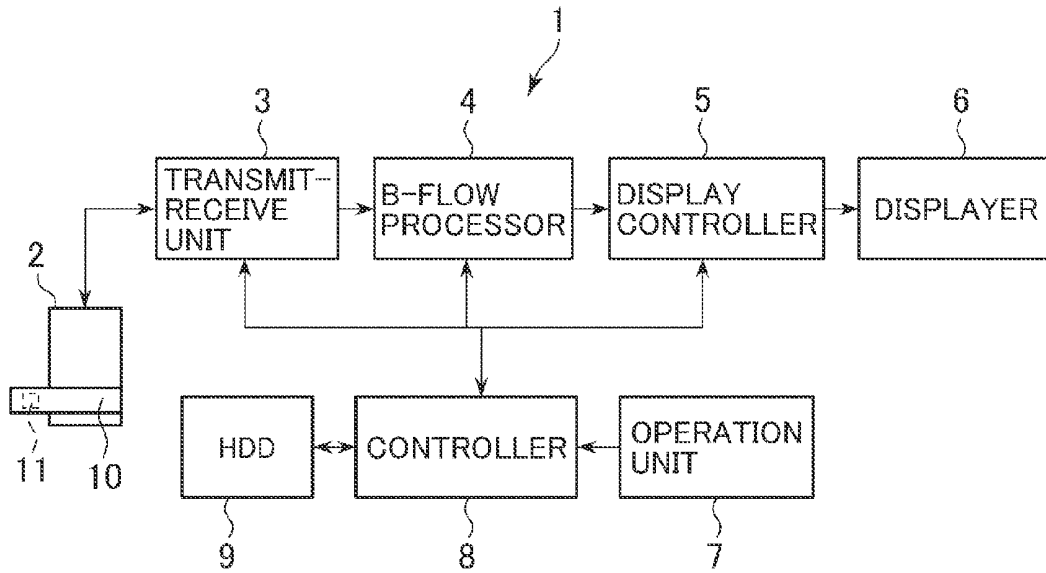 1
3
4
5
6
TRANSMIT-
RECEIVE
UNIT
B-FLOW
PROCESSOR
DISPLAY
CONTROLLER
DISPLAYER
2
11
10
HDD
CONTROLLER
OPERATION
UNIT
9
8
7